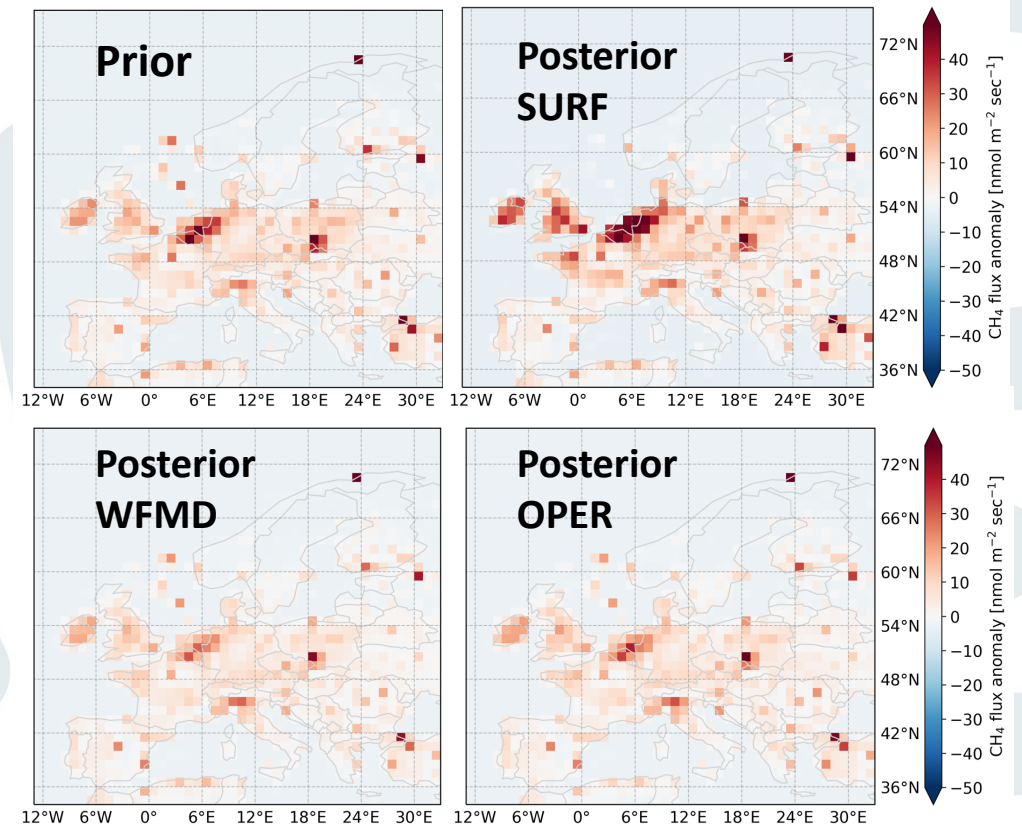 Prior
Posterior
SURF
72°N
66°N
60°N
54°N
48°N
42°N
36°N
12°W 6°W 0° 6°E 12°E 18°E 24°E 30°E
12°W 6°W 0° 6°E 12°E 18°E 24°E 30°E
40
30
20
10
0
−10
−20
−30
−40
−50
CH₄ flux anomaly [nmol m⁻² sec⁻¹]
Posterior
WFMD
Posterior
OPER
72°N
66°N
60°N
54°N
48°N
42°N
36°N
12°W 6°W 0° 6°E 12°E 18°E 24°E 30°E
12°W 6°W 0° 6°E 12°E 18°E 24°E 30°E
40
30
20
10
0
−10
−20
−30
−40
−50
CH₄ flux anomaly [nmol m⁻² sec⁻¹]